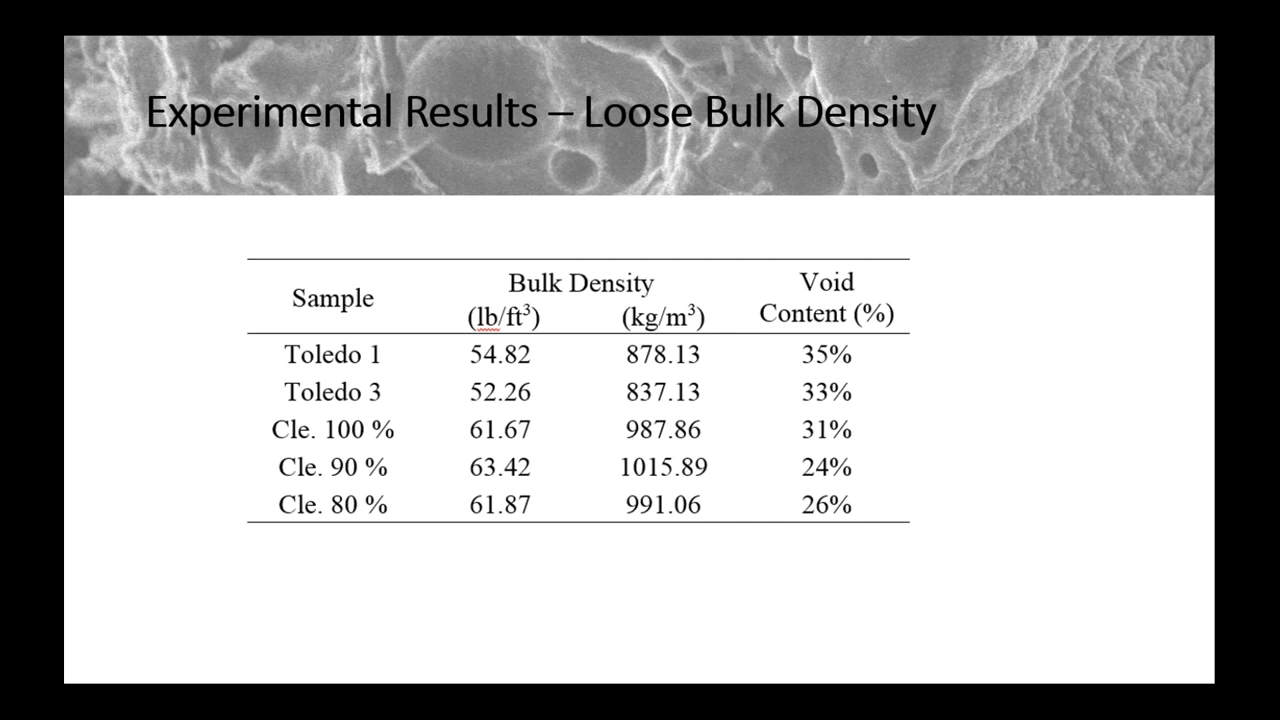 Experimental Results – Loose Bulk Density
Sample Bulk Density Void
(lb/ft³) (kg/m³) Content (%)
Toledo 1 54.82 878.13 35%
Toledo 3 52.26 837.13 33%
Cle. 100 % 61.67 987.86 31%
Cle. 90 % 63.42 1015.89 24%
Cle. 80 % 61.87 991.06 26%